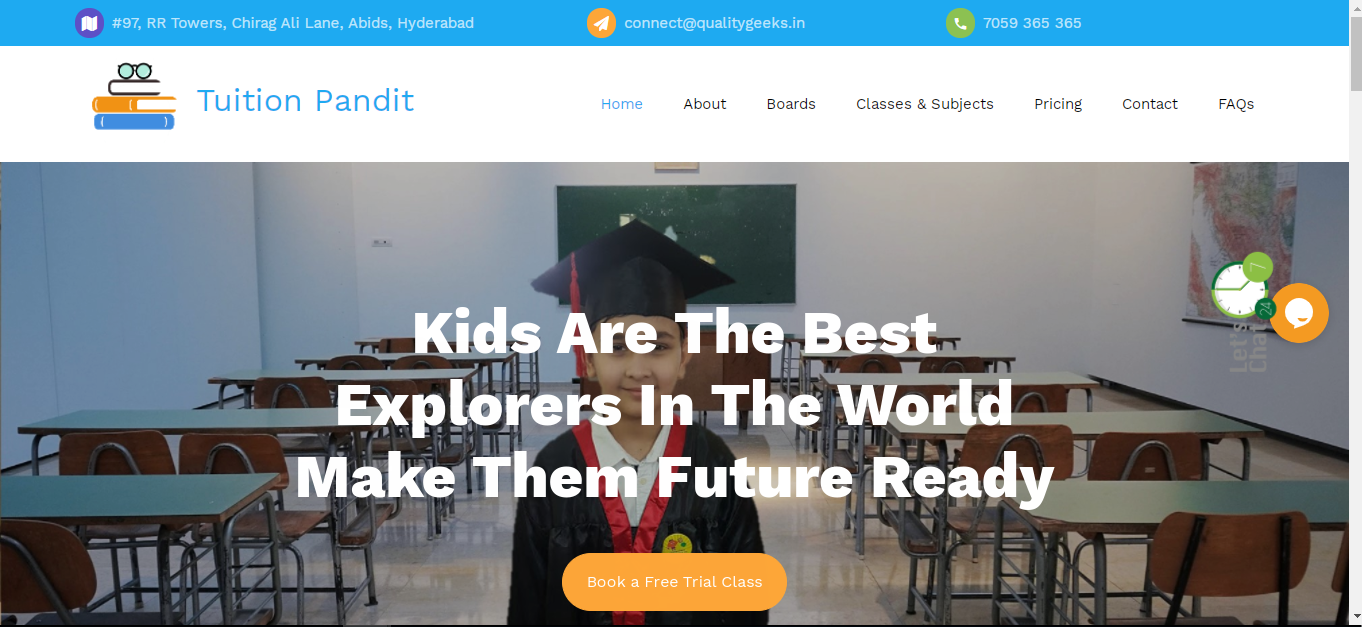 #97, RR Towers, Chirag Ali Lane, Abids, Hyderabad
connect@qualitygeeks.in
7059 365 365
Tuition Pandit
Home
About
Boards
Classes & Subjects
Pricing
Contact
FAQs
Kids Are The Best
Explorers In The World
Make Them Future Ready
Book a Free Trial Class
7
24
Let's